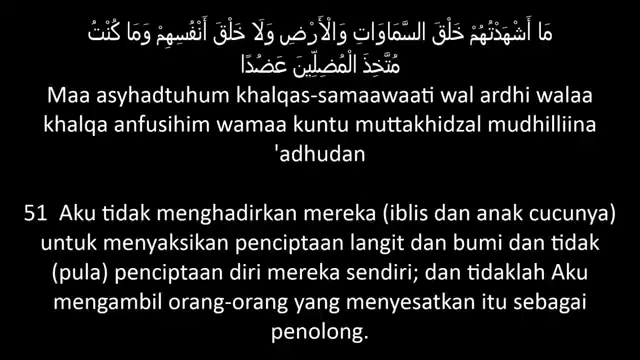 مَا أَشْهَدْتُهُمْ خَلْقَ السَّمَاوَاتِ وَالْأَرْضِ وَلَا خَلْقَ أَنْفُسِهِمْ وَمَا كُنْتُ
مُتَّخِذَ الْمُضِلِّينَ عَضُدًا
Maa asyhadtuhum khalqas-samaawaati wal ardhi walaa
khalqa anfusihim wamaa kuntu muttakhidzal mudhilliina
'adhudan
51 Aku tidak menghadirkan mereka (iblis dan anak cucunya)
untuk menyaksikan penciptaan langit dan bumi dan tidak
(pula) penciptaan diri mereka sendiri; dan tidaklah Aku
mengambil orang-orang yang menyesatkan itu sebagai
penolong.